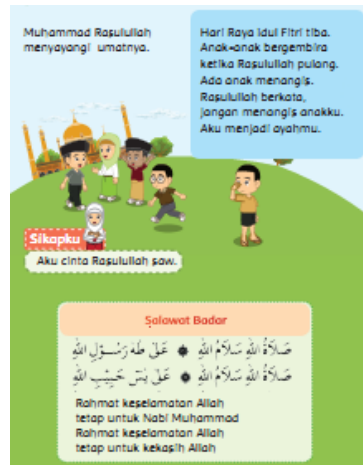 Muhammad Rasulullah
menyayangi umatnya.
Hari Raya Idul Fitri tiba.
Anak-anak bergembira
ketika Rasulullah pulang.
Ada anak menangis.
Rasulullah berkata,
jangan menangis anakku.
Aku menjadi ayahmu.
Sikapku
Aku cinta Rasulullah saw.
Ṣalawat Badar
صَلَاةُ اللهِ سَلَامُ اللهِ ۞ عَلَى طٰهٰ رَسُوْلِ اللهِ
صَلَاةُ اللهِ سَلَامُ اللهِ ۞ عَلَى يٰسٓ حَبِيْبِ اللهِ
Rahmat keselamatan Allah
tetap untuk Nabi Muhammad
Rahmat keselamatan Allah
tetap untuk kekasih Allah